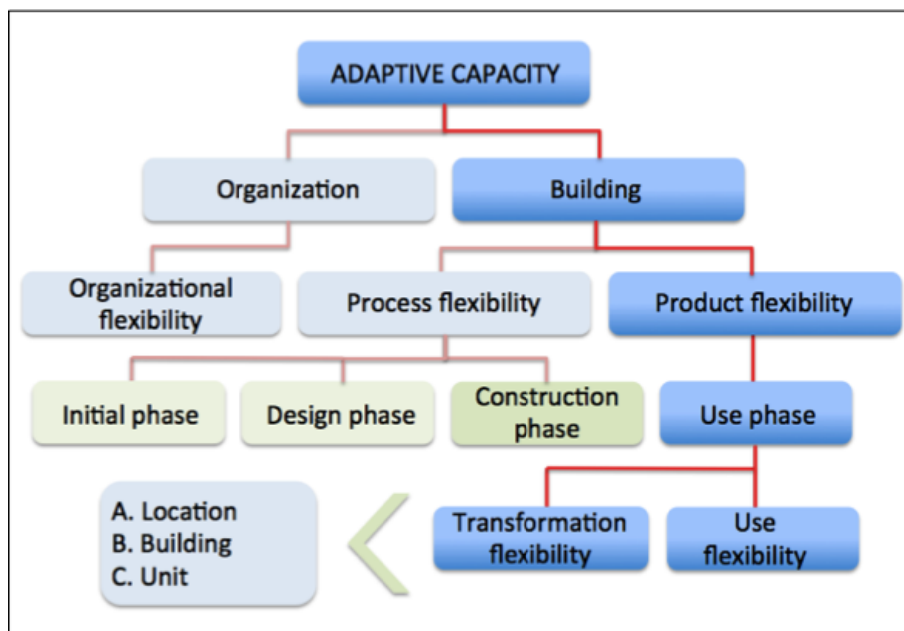 ADAPTIVE CAPACITY
Organization
Building
Organizational
flexibility
Process flexibility
Product flexibility
Initial phase
Design phase
Construction
phase
Use phase
A. Location
B. Building
C. Unit
Transformation
flexibility
Use
flexibility